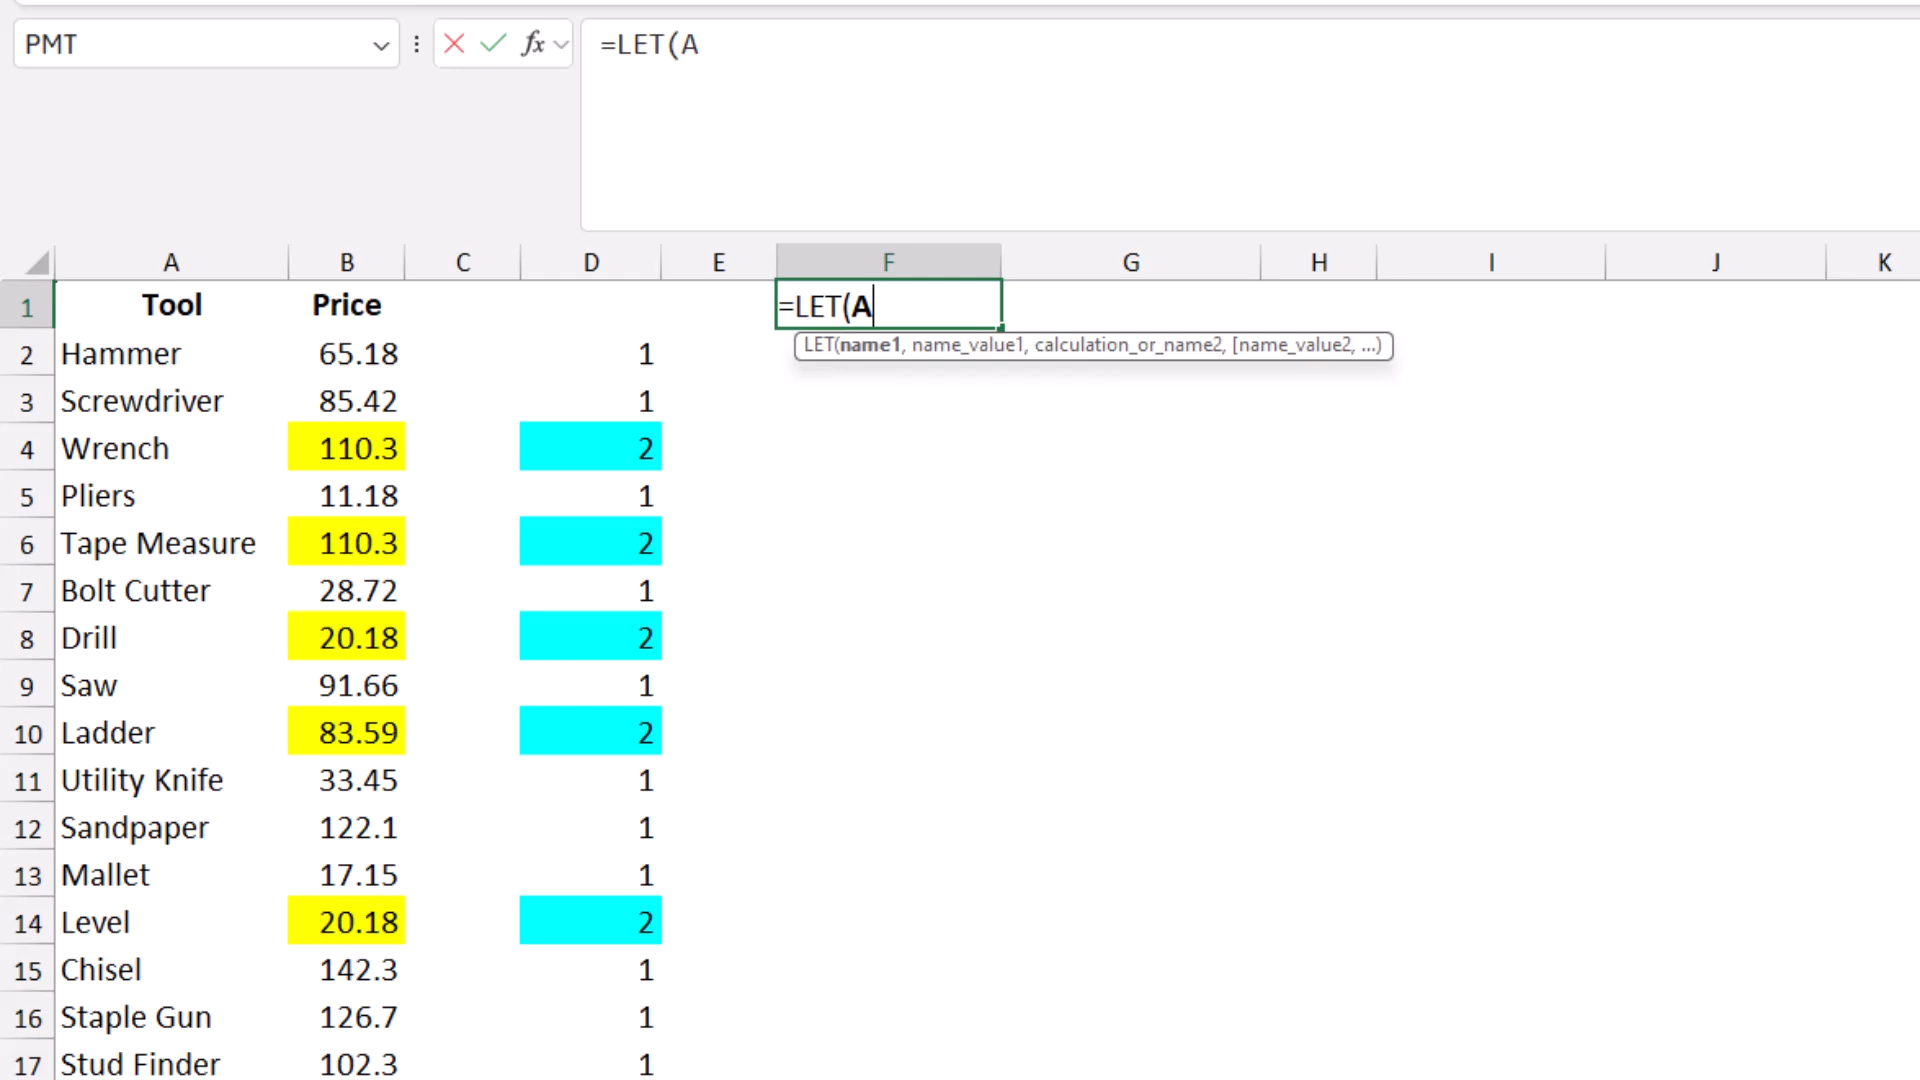 PMT fx =LET(A
A B C D E F G H I J K
1 Tool Price =LET(A
LET(name1, name_value1, calculation_or_name2, [name_value2, ...)
2 Hammer 65.18 1
3 Screwdriver 85.42 1
4 Wrench 110.3 2
5 Pliers 11.18 1
6 Tape Measure 110.3 2
7 Bolt Cutter 28.72 1
8 Drill 20.18 2
9 Saw 91.66 1
10 Ladder 83.59 2
11 Utility Knife 33.45 1
12 Sandpaper 122.1 1
13 Mallet 17.15 1
14 Level 20.18 2
15 Chisel 142.3 1
16 Staple Gun 126.7 1
17 Stud Finder 102.3 1